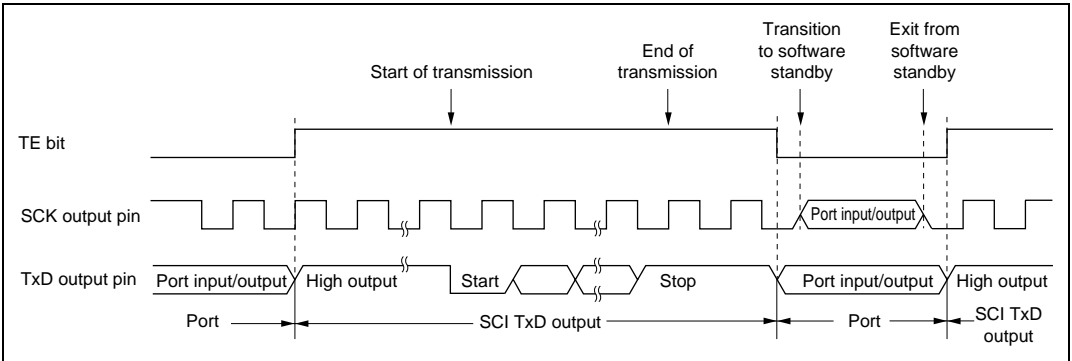 Transition
to software
standby
Exit from
software
standby
End of
transmission
Start of transmission
TE bit
SCK output pin
Port input/output
TxD output pin
Port input/output
High output
Start
Stop
Port input/output
High output
Port
SCI TxD output
Port
SCI TxD
output